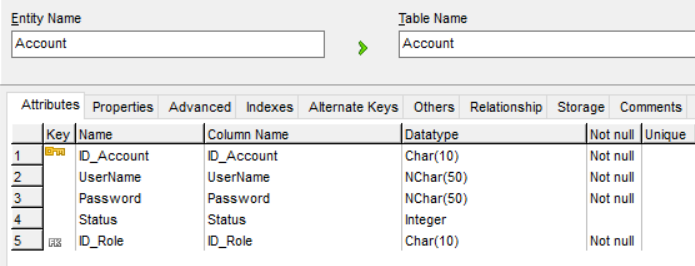 Entity Name Table Name
Account Account
Attributes Properties Advanced Indexes Alternate Keys Others Relationship Storage Comments
Key Name Column Name Datatype Not null Unique
1 ID_Account ID_Account Char(10) Not null
2 UserName UserName NChar(50) Not null
3 Password Password NChar(50) Not null
4 Status Status Integer
5 FK ID_Role ID_Role Char(10) Not null